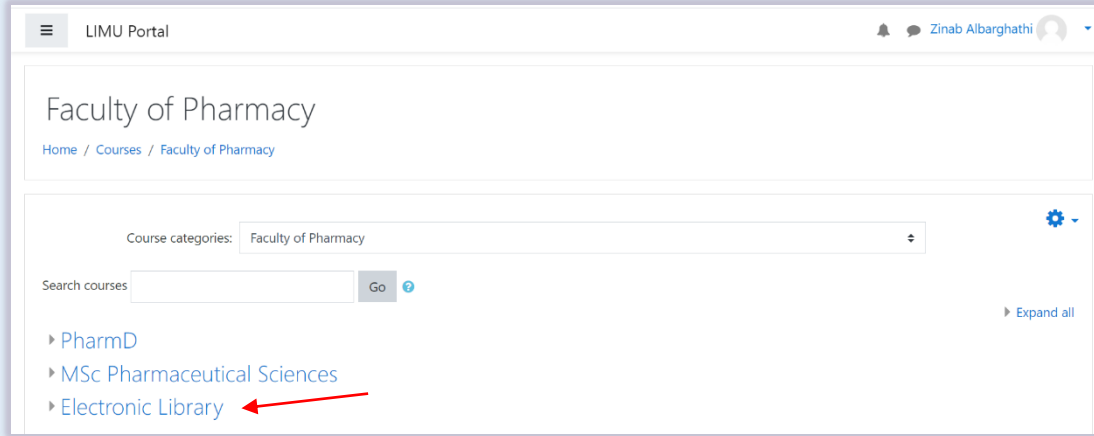 LIMU Portal
Zinab Albarghathi
Faculty of Pharmacy
Home / Courses / Faculty of Pharmacy
Course categories: Faculty of Pharmacy
Search courses Go ?
Expand all
PharmD
MSc Pharmaceutical Sciences
Electronic Library